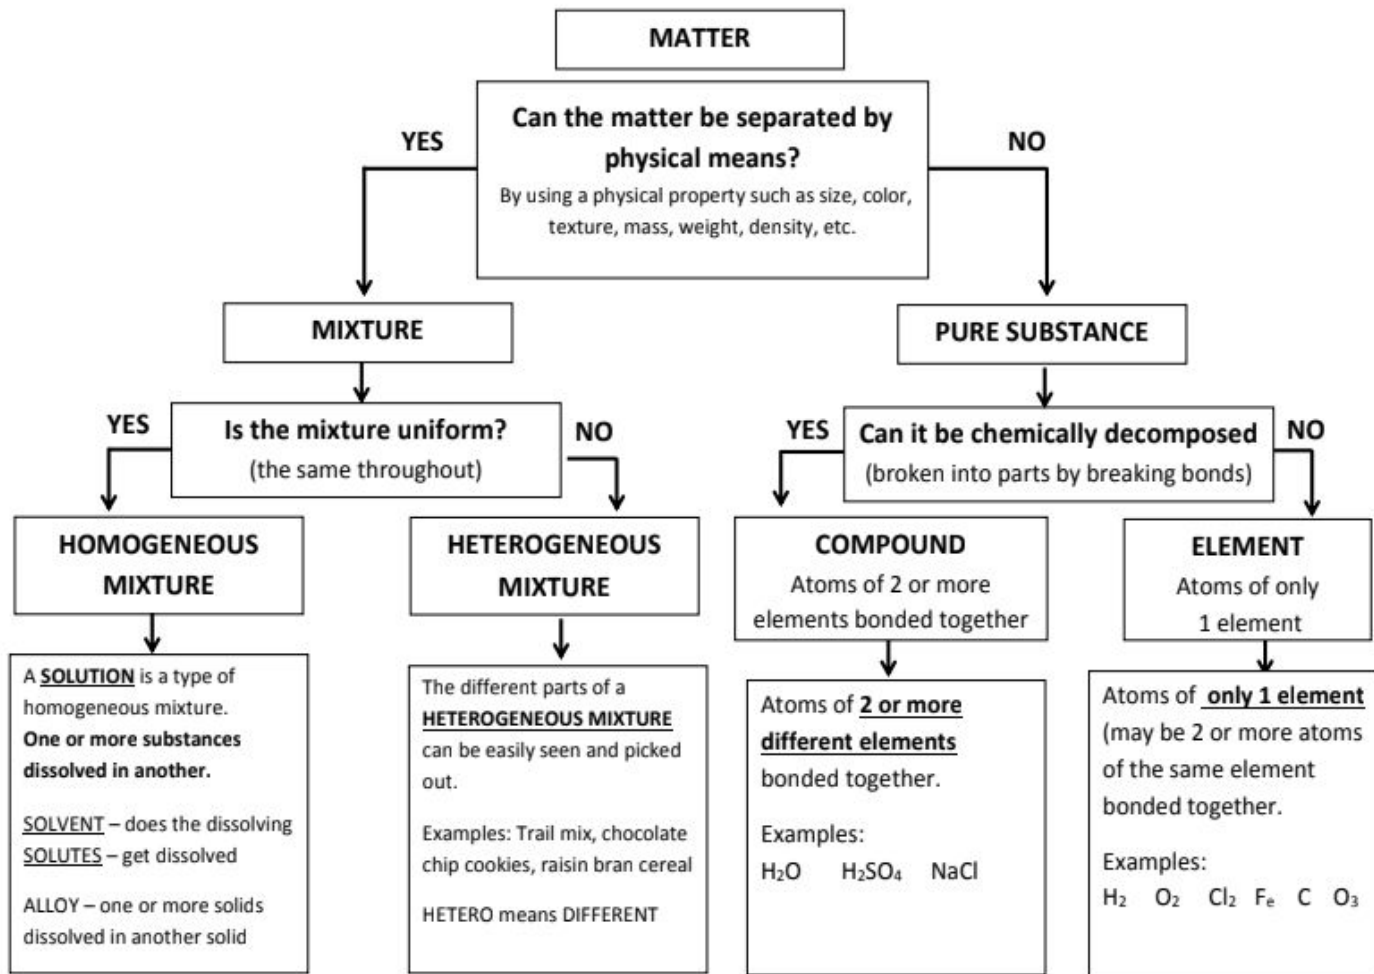 MATTER
Can the matter be separated by
physical means?
By using a physical property such as size, color,
texture, mass, weight, density, etc.
YES
NO
MIXTURE
PURE SUBSTANCE
YES
Is the mixture uniform?
(the same throughout)
NO
YES
Can it be chemically decomposed
(broken into parts by breaking bonds)
NO
HOMOGENEOUS
MIXTURE
HETEROGENEOUS
MIXTURE
COMPOUND
Atoms of 2 or more
elements bonded together
ELEMENT
Atoms of only
1 element
A SOLUTION is a type of
homogeneous mixture.
One or more substances
dissolved in another.
SOLVENT – does the dissolving
SOLUTES – get dissolved
ALLOY – one or more solids
dissolved in another solid
The different parts of a
HETEROGENEOUS MIXTURE
can be easily seen and picked
out.
Examples: Trail mix, chocolate
chip cookies, raisin bran cereal
HETERO means DIFFERENT
Atoms of 2 or more
different elements
bonded together.
Examples:
H₂O H₂SO₄ NaCl
Atoms of only 1 element
(may be 2 or more atoms
of the same element
bonded together.
Examples:
H₂ O₂ Cl₂ Fₑ C O₃